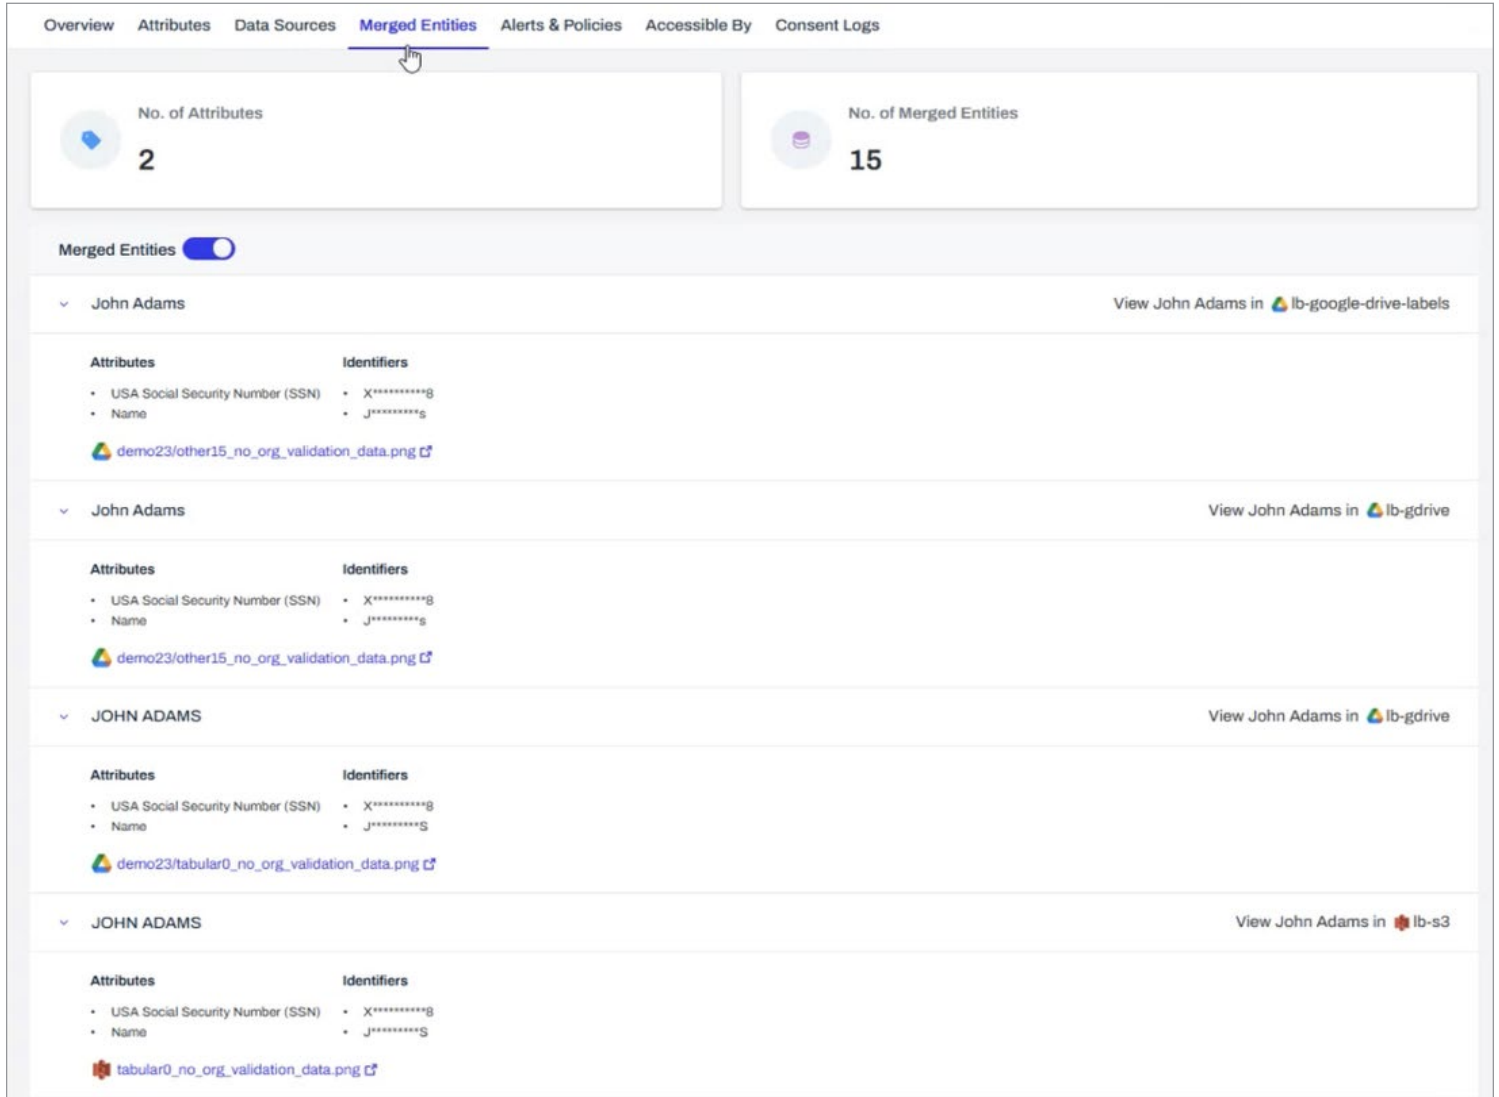 Overview Attributes Data Sources Merged Entities Alerts & Policies Accessible By Consent Logs
No. of Attributes
2
No. of Merged Entities
15
Merged Entities
John Adams View John Adams in lb-google-drive-labels
Attributes Identifiers
• USA Social Security Number (SSN) • X**********8
• Name • J*********s
demo23/other15_no_org_validation_data.png
John Adams View John Adams in lb-gdrive
Attributes Identifiers
• USA Social Security Number (SSN) • X**********8
• Name • J*********s
demo23/other15_no_org_validation_data.png
JOHN ADAMS View John Adams in lb-gdrive
Attributes Identifiers
• USA Social Security Number (SSN) • X**********8
• Name • J*********S
demo23/tabular0_no_org_validation_data.png
JOHN ADAMS View John Adams in lb-s3
Attributes Identifiers
• USA Social Security Number (SSN) • X**********8
• Name • J*********S
tabular0_no_org_validation_data.png